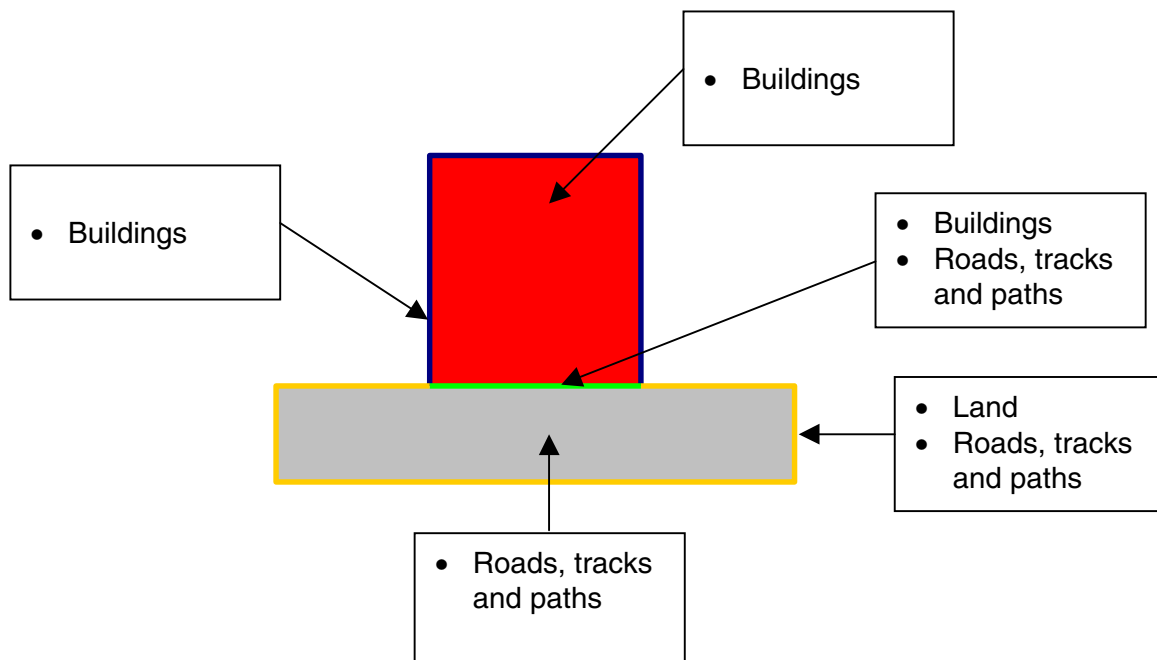 • Buildings
• Buildings
• Buildings
• Roads, tracks
and paths
• Land
• Roads, tracks
and paths
• Roads, tracks
and paths